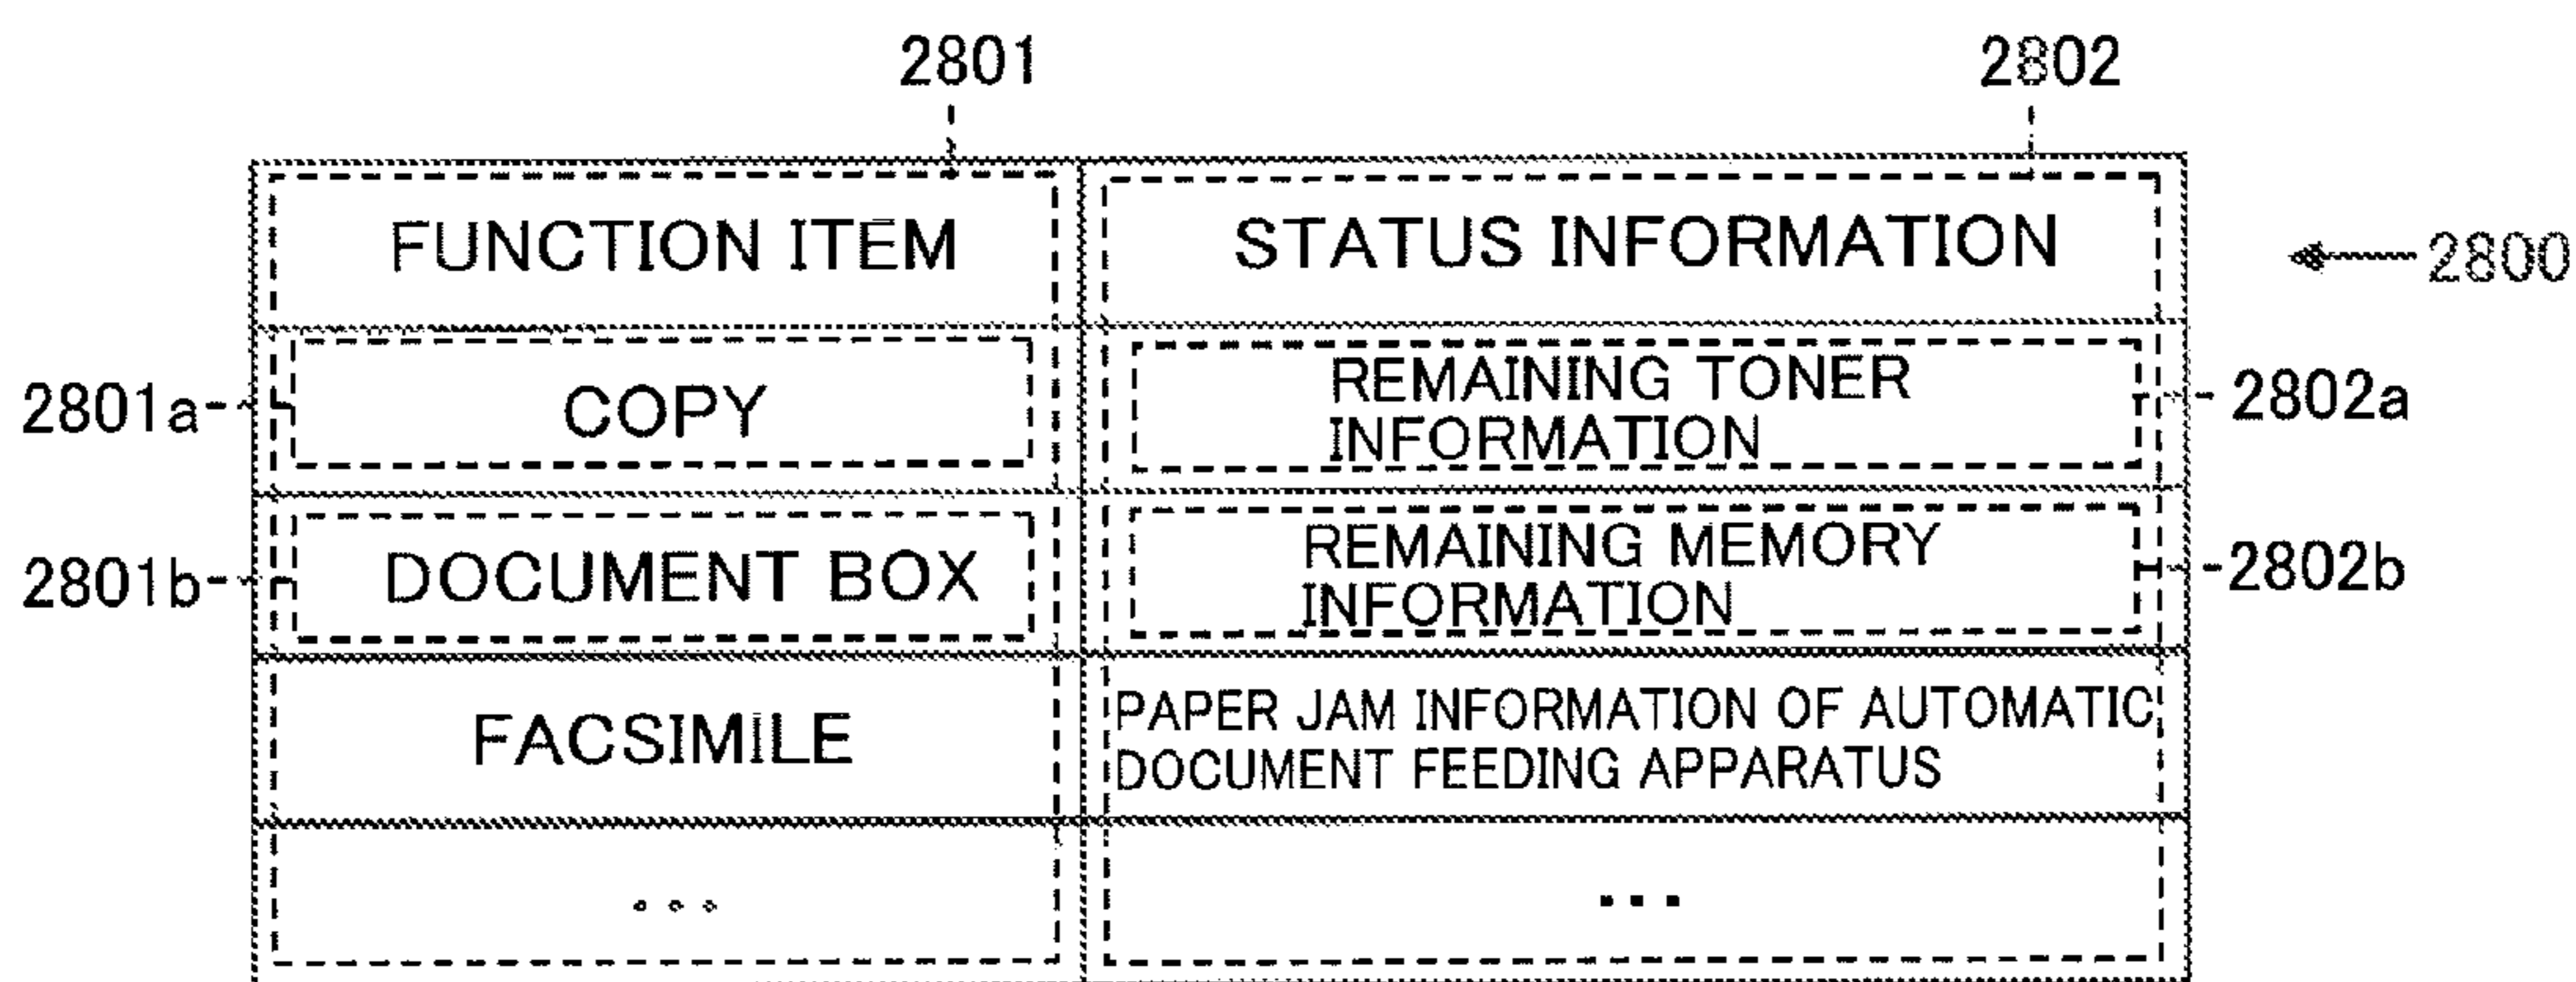 2801 2802
FUNCTION ITEM STATUS INFORMATION 2800
2801a COPY REMAINING TONER
INFORMATION 2802a
2801b DOCUMENT BOX REMAINING MEMORY
INFORMATION 2802b
FACSIMILE PAPER JAM INFORMATION OF AUTOMATIC
DOCUMENT FEEDING APPARATUS
... ...